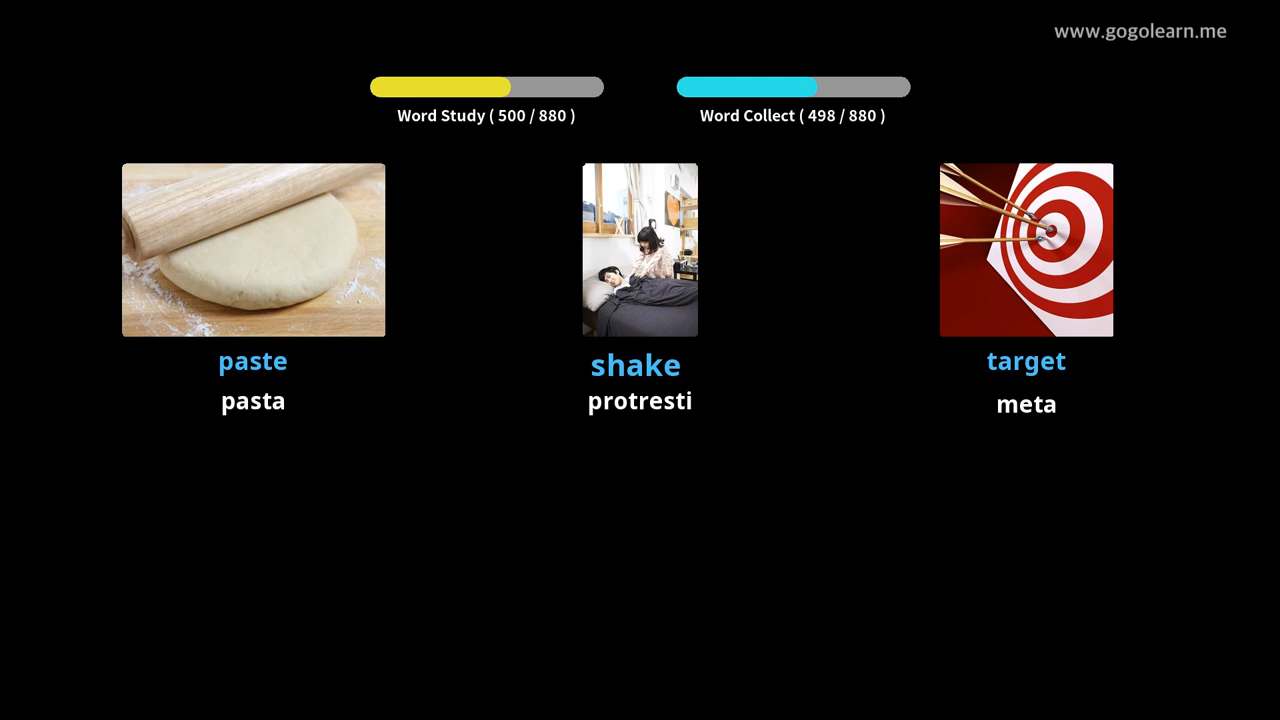 www.gogolearn.me
Word Study ( 500 / 880 )
Word Collect ( 498 / 880 )
paste
shake
target
pasta
protresti
meta